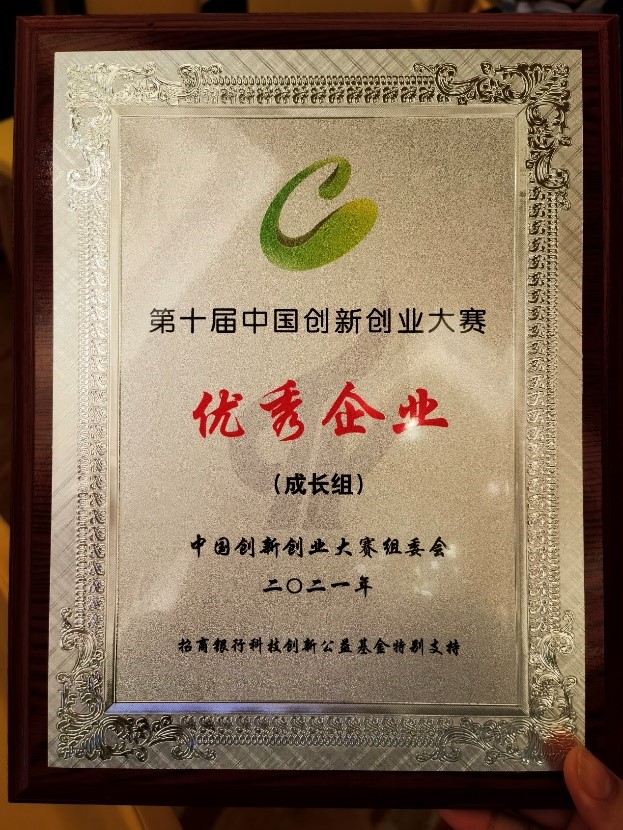 第十届中国创新创业大赛
优秀企业
（成长组）
中国创新创业大赛组委会
二〇二一年
招商银行科技创新公益基金特别支持